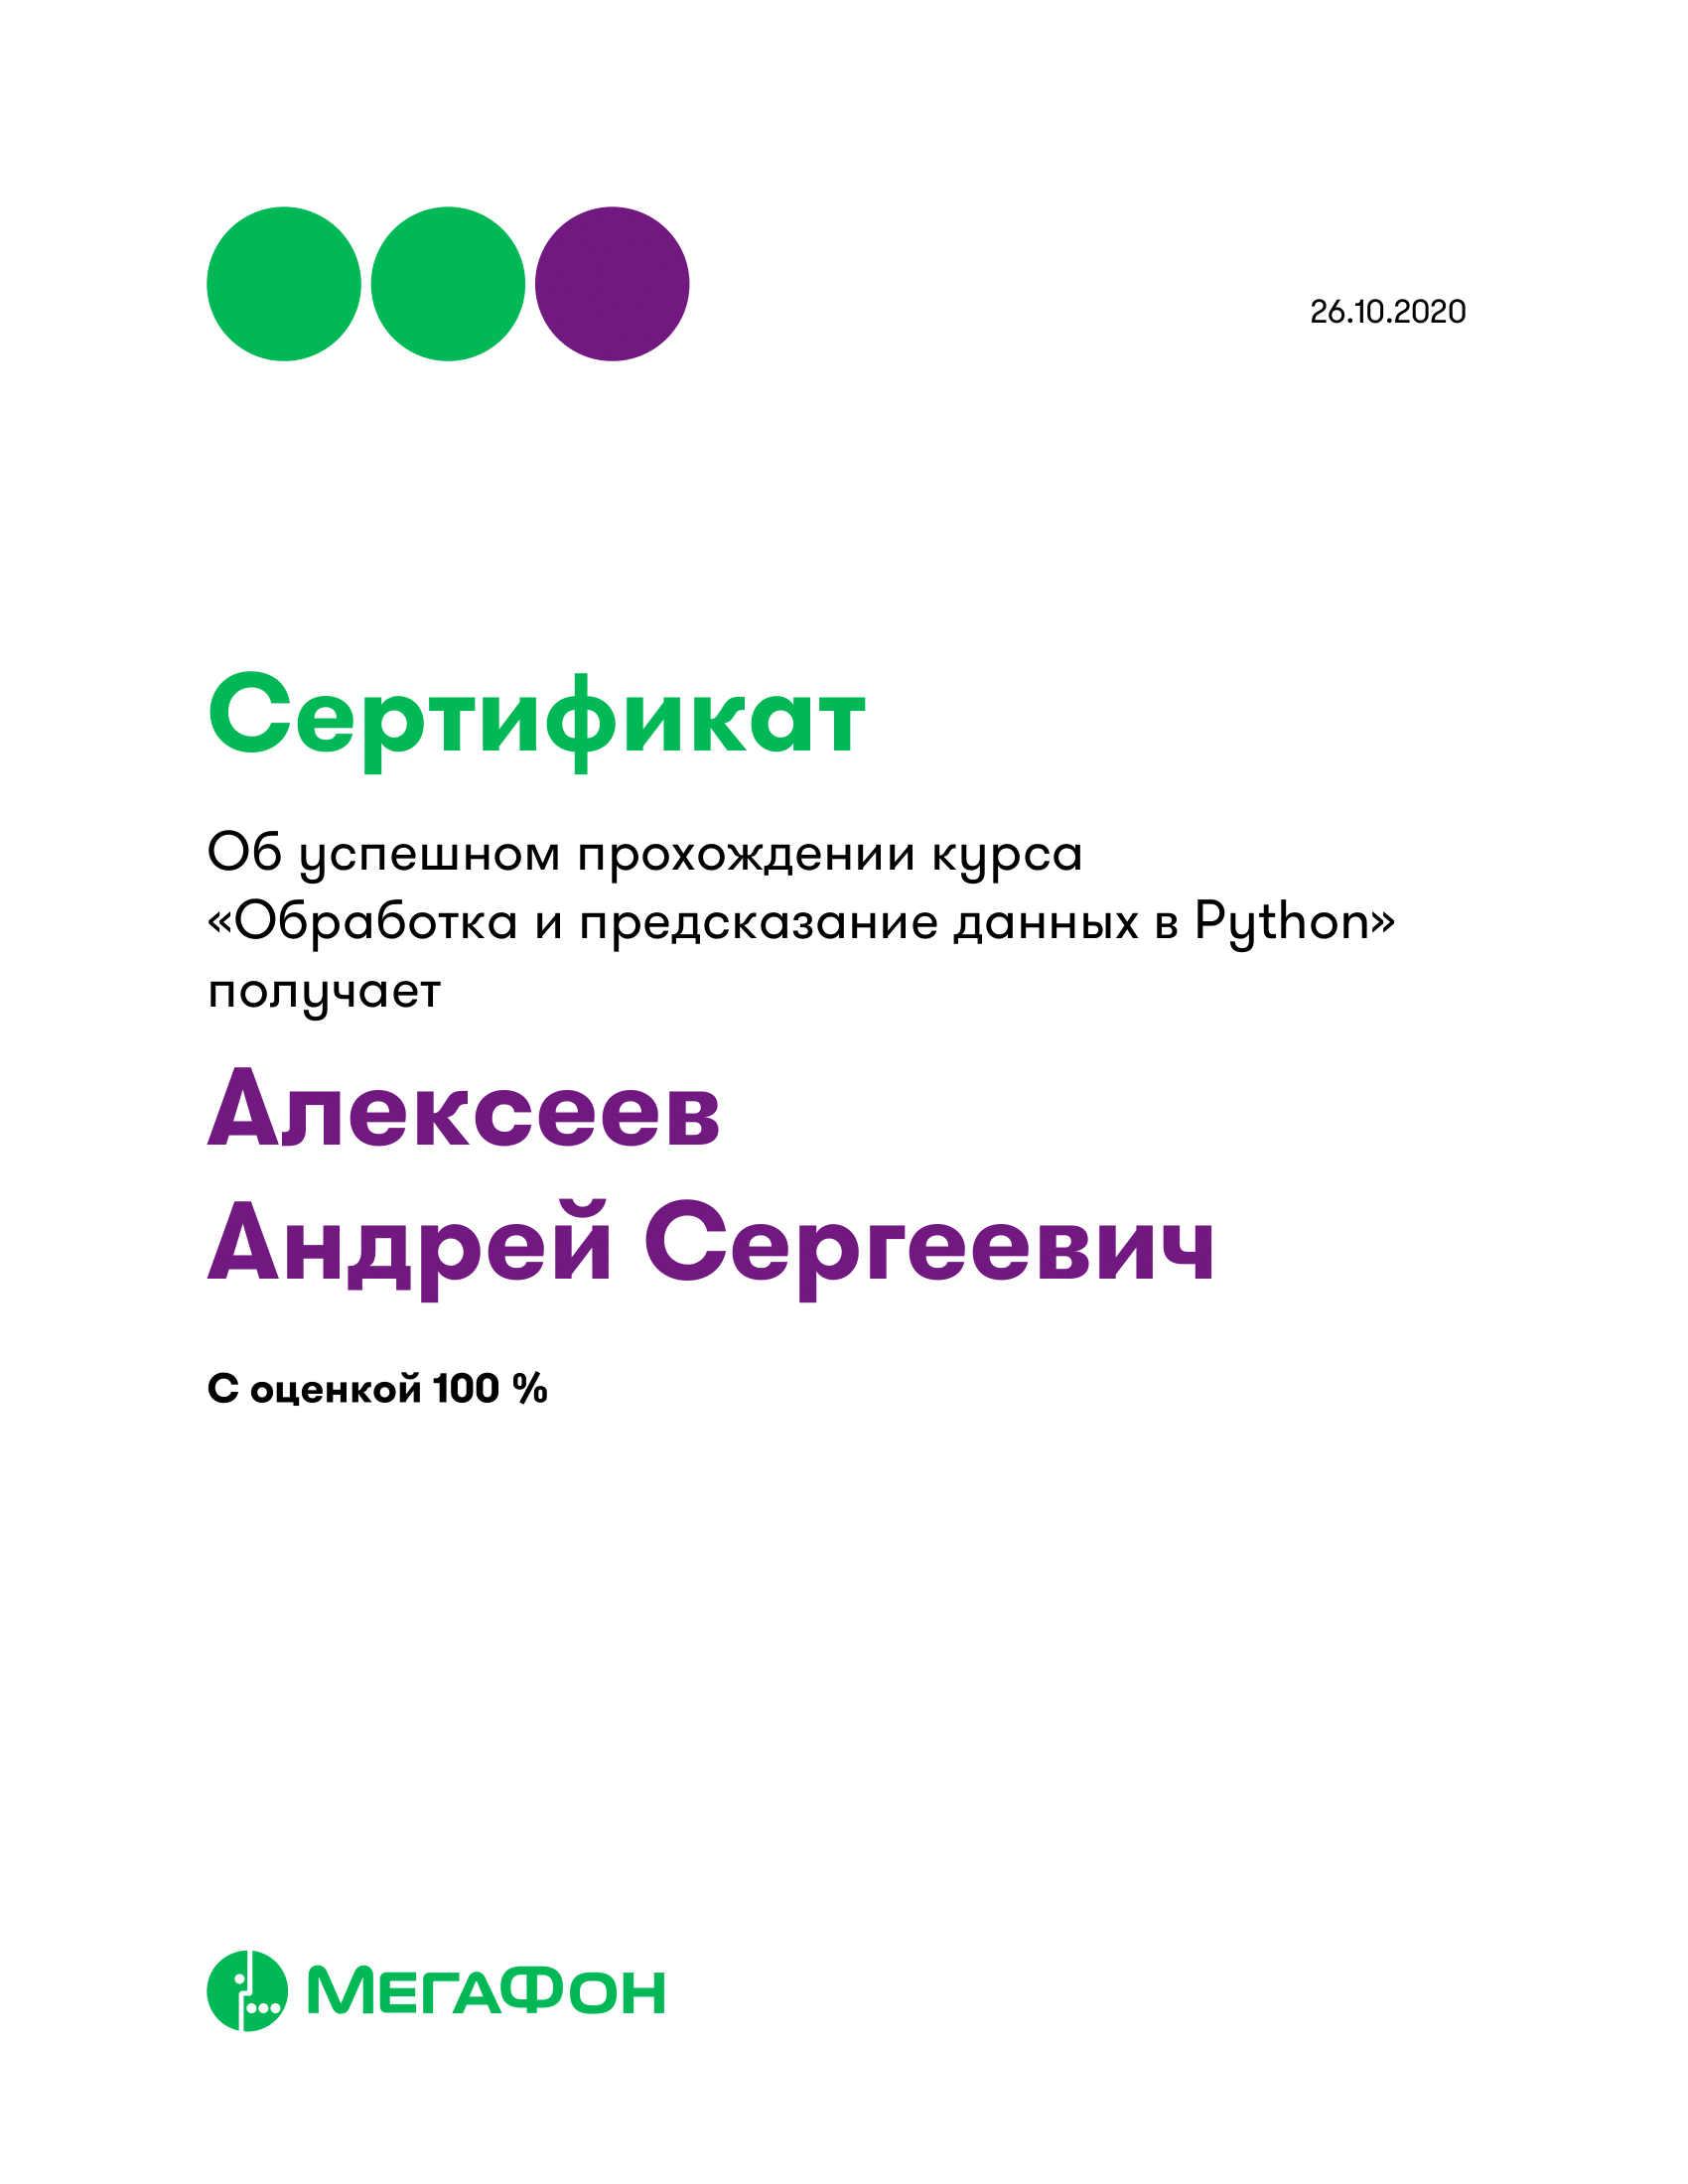 26.10.2020
Сертификат
Об успешном прохождении курса
«Обработка и предсказание данных в Python»
получает
Алексеев
Андрей Сергеевич
С оценкой 100 %
МЕГАФОН